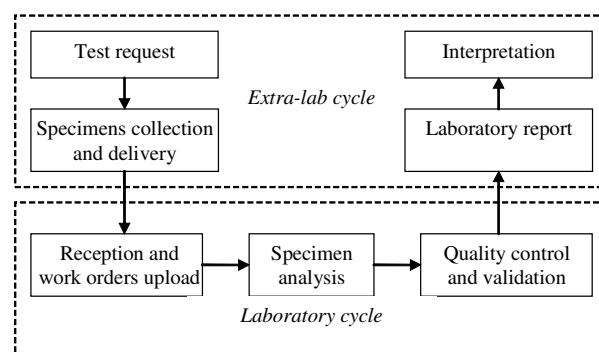 Test request
Interpretation
Extra-lab cycle
Specimens collection
and delivery
Laboratory report
Reception and
work orders upload
Specimen
analysis
Quality control
and validation
Laboratory cycle